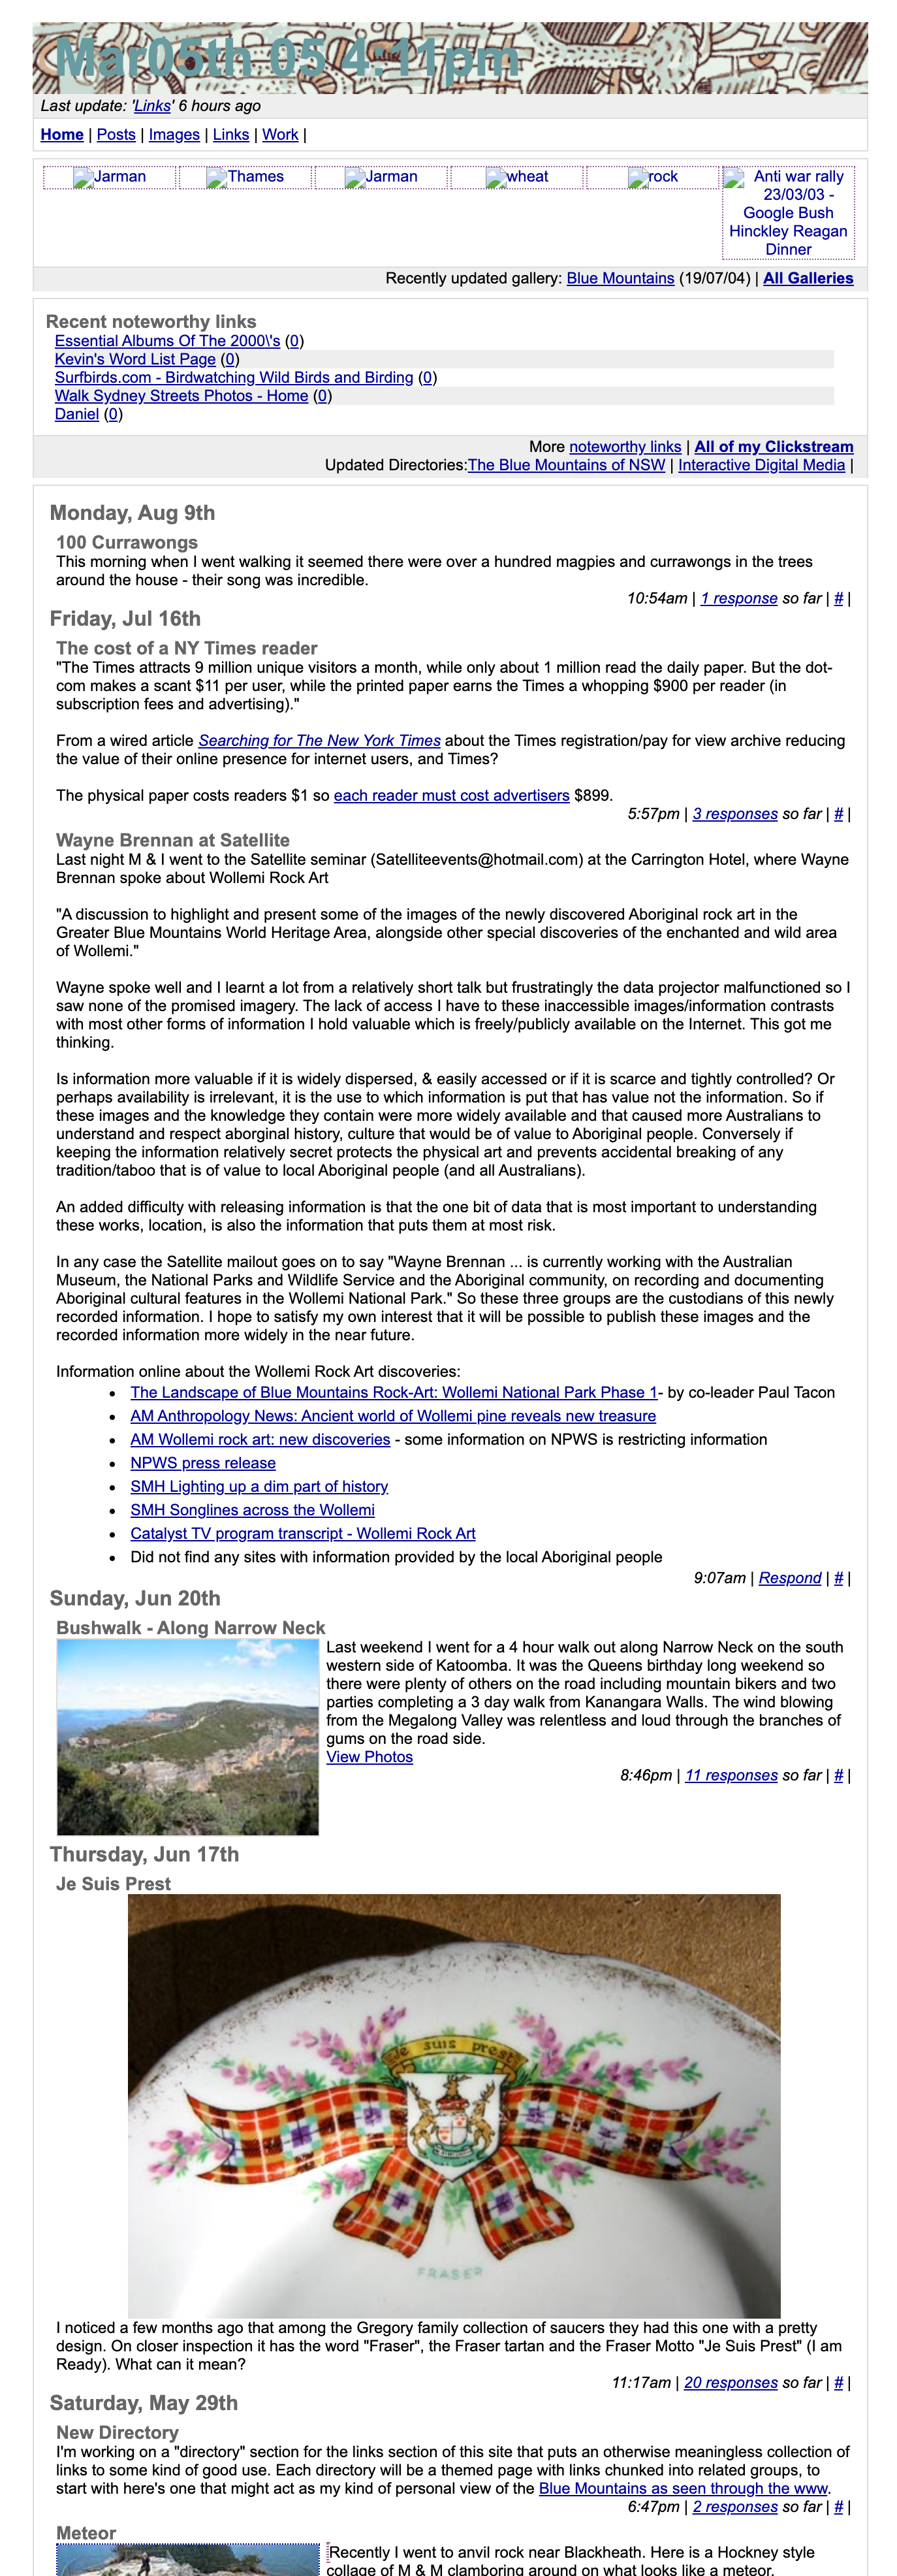 Mar05th 05 4:11pm
Last update: 'Links' 6 hours ago
Home | Posts | Images | Links | Work |
Jarman
Thames
Jarman
wheat
rock
Anti war rally
23/03/03 -
Google Bush
Hinckley Reagan
Dinner
Recently updated gallery: Blue Mountains (19/07/04) | All Galleries
Recent noteworthy links
Essential Albums Of The 2000\'s (0)
Kevin's Word List Page (0)
Surfbirds.com - Birdwatching Wild Birds and Birding (0)
Walk Sydney Streets Photos - Home (0)
Daniel (0)
More noteworthy links | All of my Clickstream
Updated Directories:The Blue Mountains of NSW | Interactive Digital Media |
Monday, Aug 9th
100 Currawongs
This morning when I went walking it seemed there were over a hundred magpies and currawongs in the trees
around the house - their song was incredible.
10:54am | 1 response so far | # |
Friday, Jul 16th
The cost of a NY Times reader
"The Times attracts 9 million unique visitors a month, while only about 1 million read the daily paper. But the dot-
com makes a scant $11 per user, while the printed paper earns the Times a whopping $900 per reader (in
subscription fees and advertising)."
From a wired article Searching for The New York Times about the Times registration/pay for view archive reducing
the value of their online presence for internet users, and Times?
The physical paper costs readers $1 so each reader must cost advertisers $899.
5:57pm | 3 responses so far | # |
Wayne Brennan at Satellite
Last night M & I went to the Satellite seminar (Satelliteevents@hotmail.com) at the Carrington Hotel, where Wayne
Brennan spoke about Wollemi Rock Art
"A discussion to highlight and present some of the images of the newly discovered Aboriginal rock art in the
Greater Blue Mountains World Heritage Area, alongside other special discoveries of the enchanted and wild area
of Wollemi."
Wayne spoke well and I learnt a lot from a relatively short talk but frustratingly the data projector malfunctioned so I
saw none of the promised imagery. The lack of access I have to these inaccessible images/information contrasts
with most other forms of information I hold valuable which is freely/publicly available on the Internet. This got me
thinking.
Is information more valuable if it is widely dispersed, & easily accessed or if it is scarce and tightly controlled? Or
perhaps availability is irrelevant, it is the use to which information is put that has value not the information. So if
these images and the knowledge they contain were more widely available and that caused more Australians to
understand and respect aborginal history, culture that would be of value to Aboriginal people. Conversely if
keeping the information relatively secret protects the physical art and prevents accidental breaking of any
tradition/taboo that is of value to local Aboriginal people (and all Australians).
An added difficulty with releasing information is that the one bit of data that is most important to understanding
these works, location, is also the information that puts them at most risk.
In any case the Satellite mailout goes on to say "Wayne Brennan ... is currently working with the Australian
Museum, the National Parks and Wildlife Service and the Aboriginal community, on recording and documenting
Aboriginal cultural features in the Wollemi National Park." So these three groups are the custodians of this newly
recorded information. I hope to satisfy my own interest that it will be possible to publish these images and the
recorded information more widely in the near future.
Information online about the Wollemi Rock Art discoveries:
• The Landscape of Blue Mountains Rock-Art: Wollemi National Park Phase 1- by co-leader Paul Tacon
• AM Anthropology News: Ancient world of Wollemi pine reveals new treasure
• AM Wollemi rock art: new discoveries - some information on NPWS is restricting information
• NPWS press release
• SMH Lighting up a dim part of history
• SMH Songlines across the Wollemi
• Catalyst TV program transcript - Wollemi Rock Art
• Did not find any sites with information provided by the local Aboriginal people
9:07am | Respond | # |
Sunday, Jun 20th
Bushwalk - Along Narrow Neck
Last weekend I went for a 4 hour walk out along Narrow Neck on the south
western side of Katoomba. It was the Queens birthday long weekend so
there were plenty of others on the road including mountain bikers and two
parties completing a 3 day walk from Kanangara Walls. The wind blowing
from the Megalong Valley was relentless and loud through the branches of
gums on the road side.
View Photos
8:46pm | 11 responses so far | # |
Thursday, Jun 17th
Je Suis Prest
je suis prest
FRASER
I noticed a few months ago that among the Gregory family collection of saucers they had this one with a pretty
design. On closer inspection it has the word "Fraser", the Fraser tartan and the Fraser Motto "Je Suis Prest" (I am
Ready). What can it mean?
11:17am | 20 responses so far | # |
Saturday, May 29th
New Directory
I'm working on a "directory" section for the links section of this site that puts an otherwise meaningless collection of
links to some kind of good use. Each directory will be a themed page with links chunked into related groups, to
start with here's one that might act as my kind of personal view of the Blue Mountains as seen through the www.
6:47pm | 2 responses so far | # |
Meteor
Recently I went to anvil rock near Blackheath. Here is a Hockney style
collage of M & M clamboring around on what looks like a meteor.